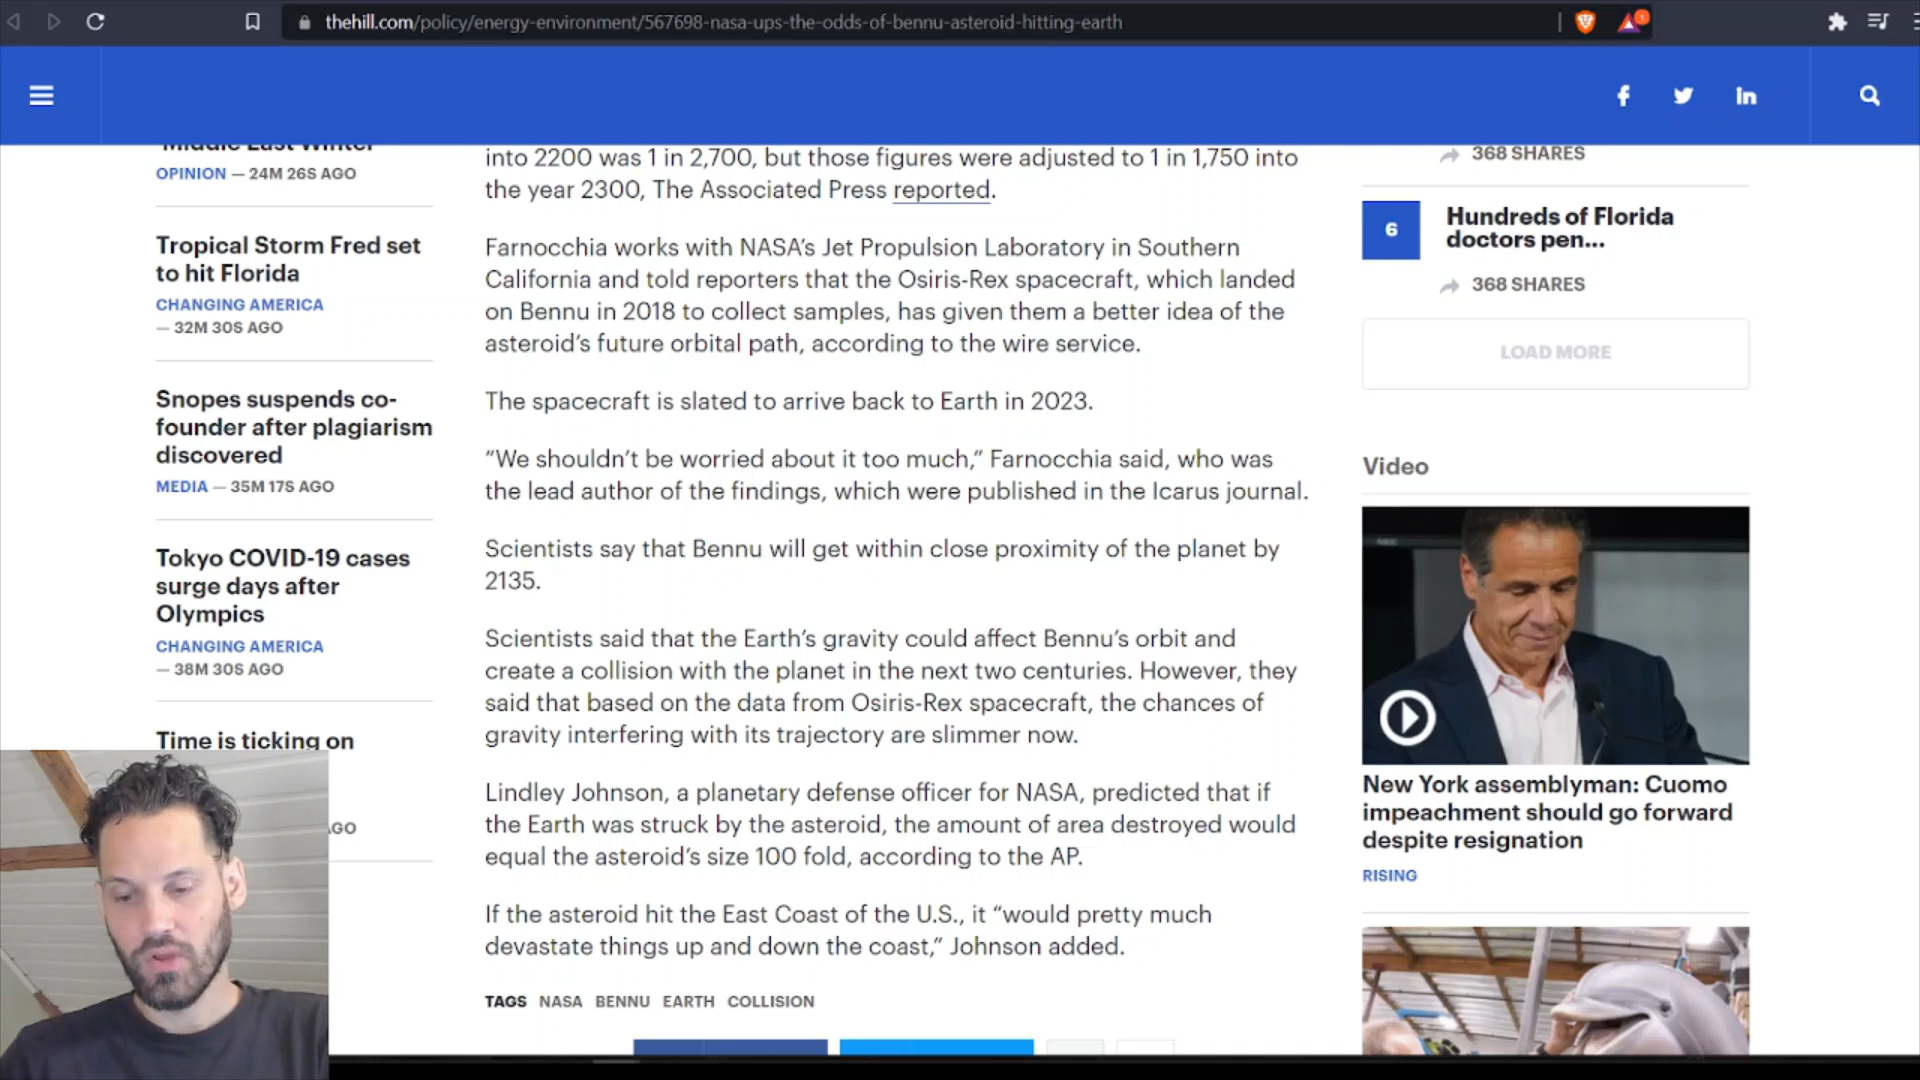 thehill.com/policy/energy-environment/567698-nasa-ups-the-odds-of-bennu-asteroid-hitting-earth
1
Middle East Winter'
OPINION — 24M 26S AGO
Tropical Storm Fred set
to hit Florida
CHANGING AMERICA
— 32M 30S AGO
Snopes suspends co-
founder after plagiarism
discovered
MEDIA — 35M 17S AGO
Tokyo COVID-19 cases
surge days after
Olympics
CHANGING AMERICA
— 38M 30S AGO
Time is ticking on
GO
into 2200 was 1 in 2,700, but those figures were adjusted to 1 in 1,750 into
the year 2300, The Associated Press reported.
Farnocchia works with NASA’s Jet Propulsion Laboratory in Southern
California and told reporters that the Osiris-Rex spacecraft, which landed
on Bennu in 2018 to collect samples, has given them a better idea of the
asteroid’s future orbital path, according to the wire service.
The spacecraft is slated to arrive back to Earth in 2023.
“We shouldn’t be worried about it too much,” Farnocchia said, who was
the lead author of the findings, which were published in the Icarus journal.
Scientists say that Bennu will get within close proximity of the planet by
2135.
Scientists said that the Earth’s gravity could affect Bennu’s orbit and
create a collision with the planet in the next two centuries. However, they
said that based on the data from Osiris-Rex spacecraft, the chances of
gravity interfering with its trajectory are slimmer now.
Lindley Johnson, a planetary defense officer for NASA, predicted that if
the Earth was struck by the asteroid, the amount of area destroyed would
equal the asteroid’s size 100 fold, according to the AP.
If the asteroid hit the East Coast of the U.S., it “would pretty much
devastate things up and down the coast,” Johnson added.
TAGS NASA BENNU EARTH COLLISION
368 SHARES
6
Hundreds of Florida
doctors pen...
368 SHARES
LOAD MORE
Video
New York assemblyman: Cuomo
impeachment should go forward
despite resignation
RISING